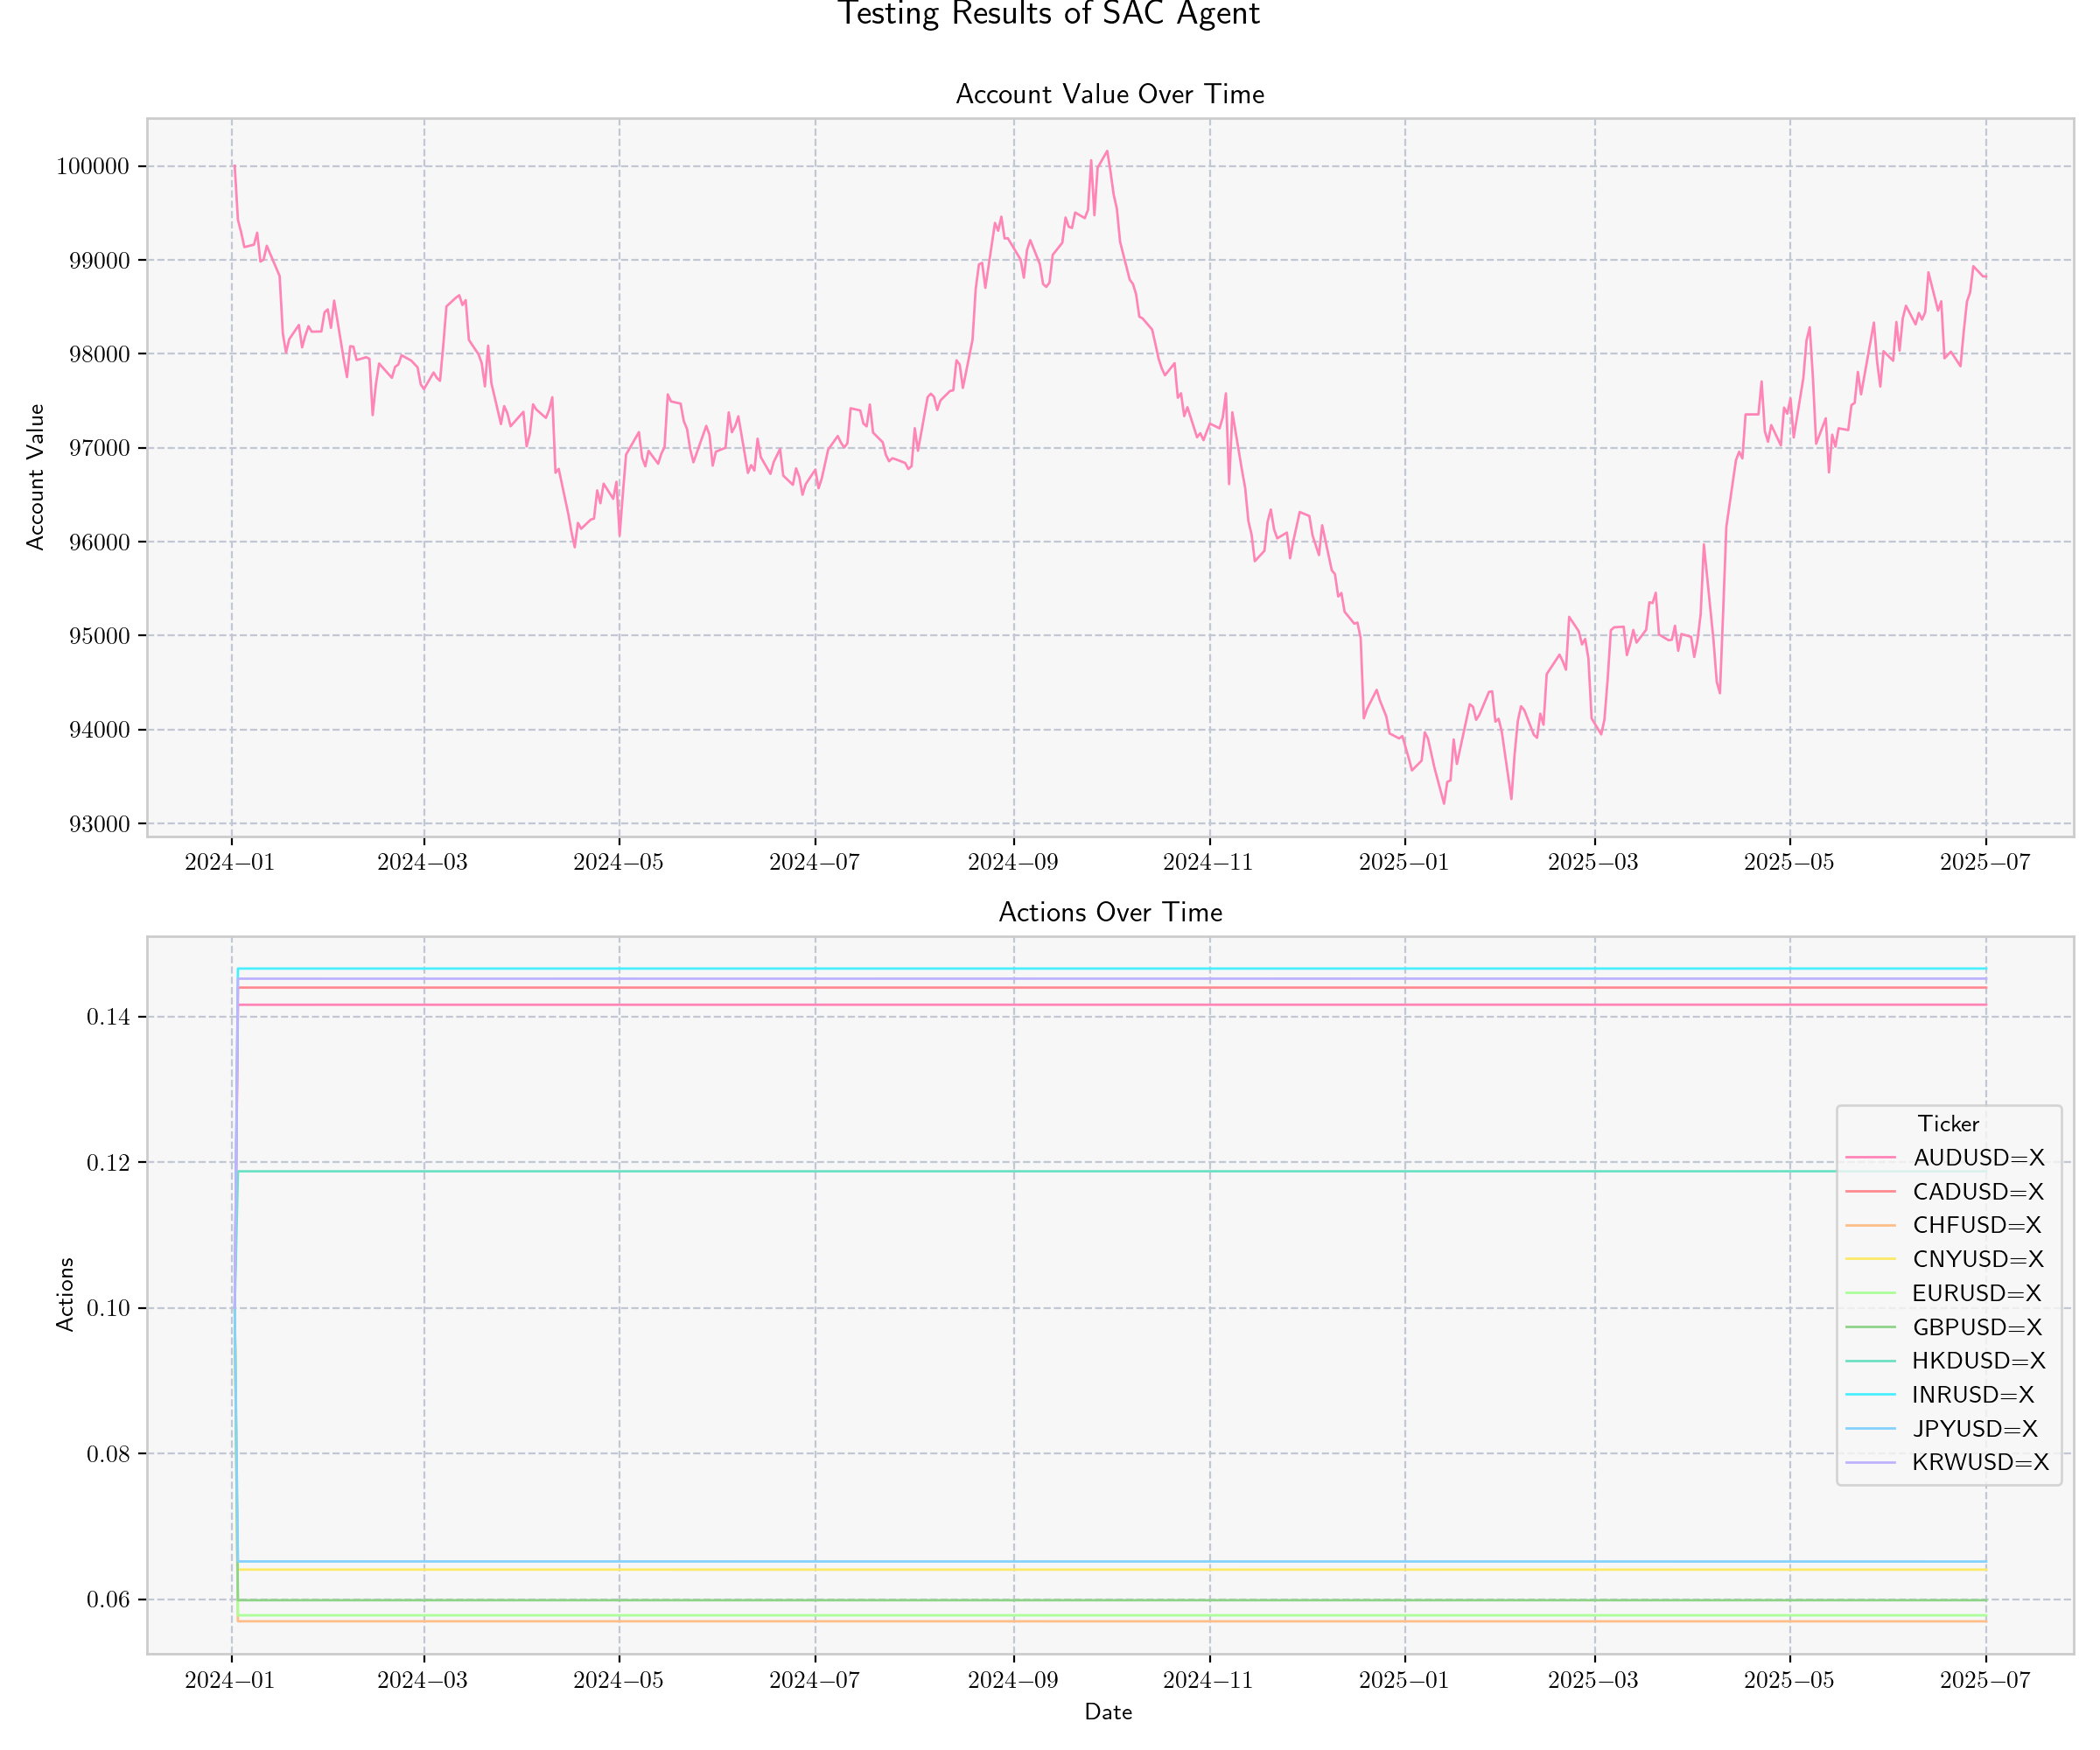 Testing Results of SAC Agent
Account Value Over Time
Account Value
100000
99000
98000
97000
96000
95000
94000
93000
2024–01 2024–03 2024–05 2024–07 2024–09 2024–11 2025–01 2025–03 2025–05 2025–07
Actions Over Time
Actions
0.14
0.12
0.10
0.08
0.06
Ticker
AUDUSD=X
CADUSD=X
CHFUSD=X
CNYUSD=X
EURUSD=X
GBPUSD=X
HKDUSD=X
INRUSD=X
JPYUSD=X
KRWUSD=X
2024–01 2024–03 2024–05 2024–07 2024–09 2024–11 2025–01 2025–03 2025–05 2025–07
Date